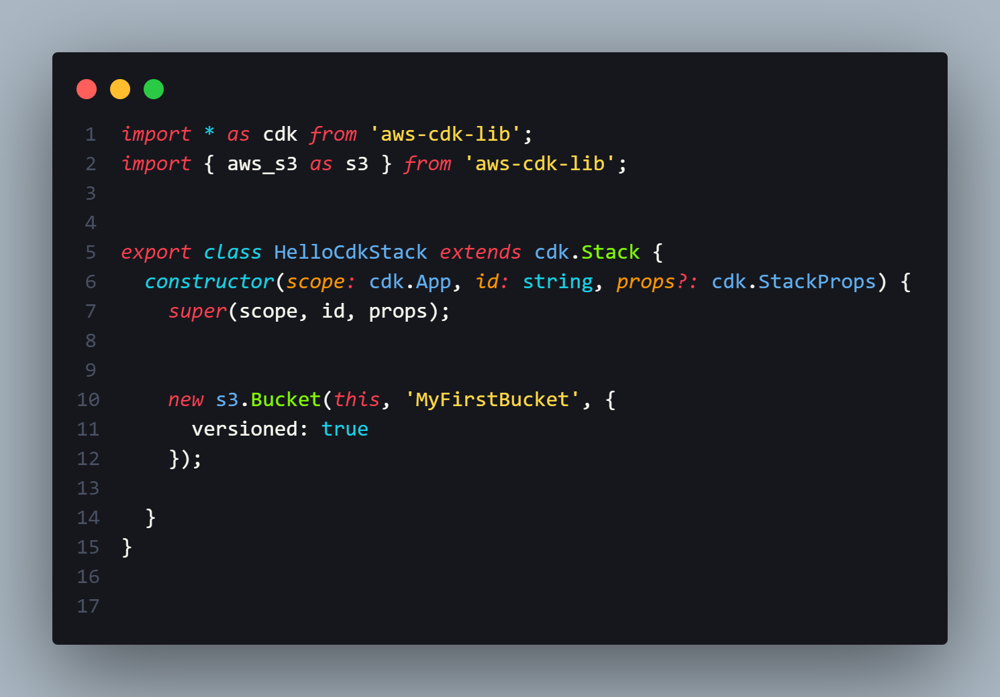 1 import * as cdk from 'aws-cdk-lib';
2 import { aws_s3 as s3 } from 'aws-cdk-lib';
3
4
5 export class HelloCdkStack extends cdk.Stack {
6   constructor(scope: cdk.App, id: string, props?: cdk.StackProps) {
7     super(scope, id, props);
8
9
10     new s3.Bucket(this, 'MyFirstBucket', {
11       versioned: true
12     });
13
14   }
15 }
16
17